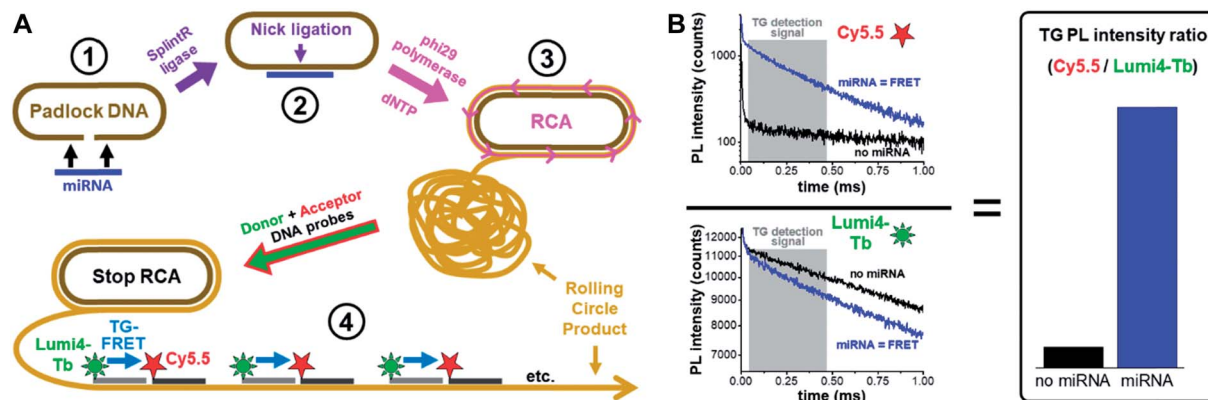 A
1
SplintR
ligase
Nick ligation
2
phi29
polymerase
dNTP
3
Padlock DNA
miRNA
RCA
Donor + Acceptor
DNA probes
Stop RCA
Rolling
Circle
Product
4
Lumi4-
Tb
TG-
FRET
Cy5.5
etc.
B
PL intensity (counts)
1000
100
TG detection
signal
Cy5.5
miRNA = FRET
no miRNA
0.00 0.25 0.50 0.75 1.00
time (ms)
PL intensity (counts)
12000
11000
10000
9000
8000
7000
TG detection
signal
Lumi4-
Tb
no miRNA
miRNA = FRET
0.00 0.25 0.50 0.75 1.00
time (ms)
=
TG PL intensity ratio
(Cy5.5 / Lumi4-Tb)
no miRNA miRNA